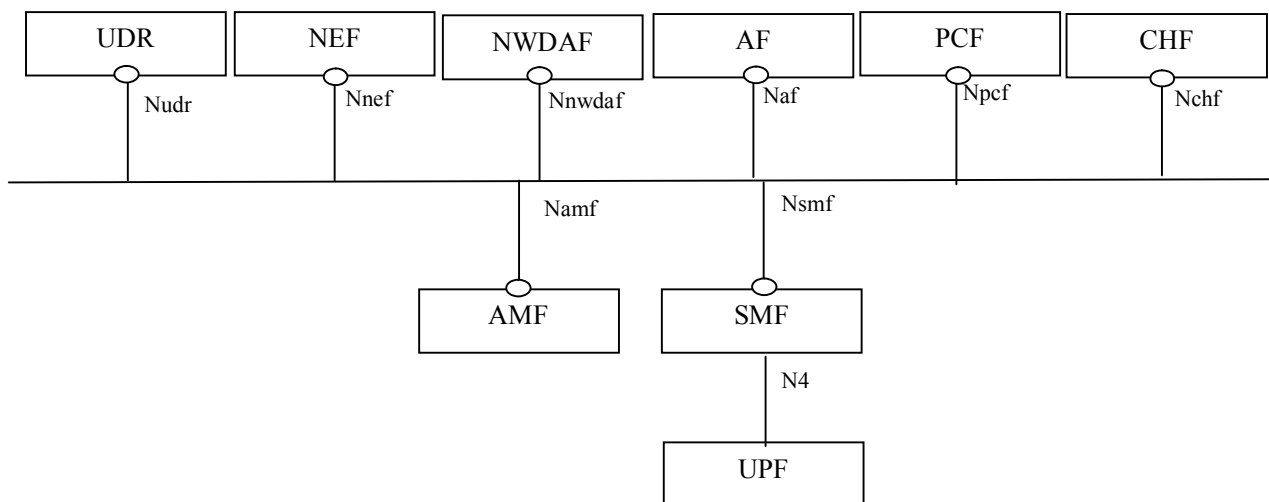 UDR NEF NWDAF AF PCF CHF
Nudr Nnef Nnwdaf Naf Npcf Nchf
Namf Nsmf
AMF SMF
N4
UPF